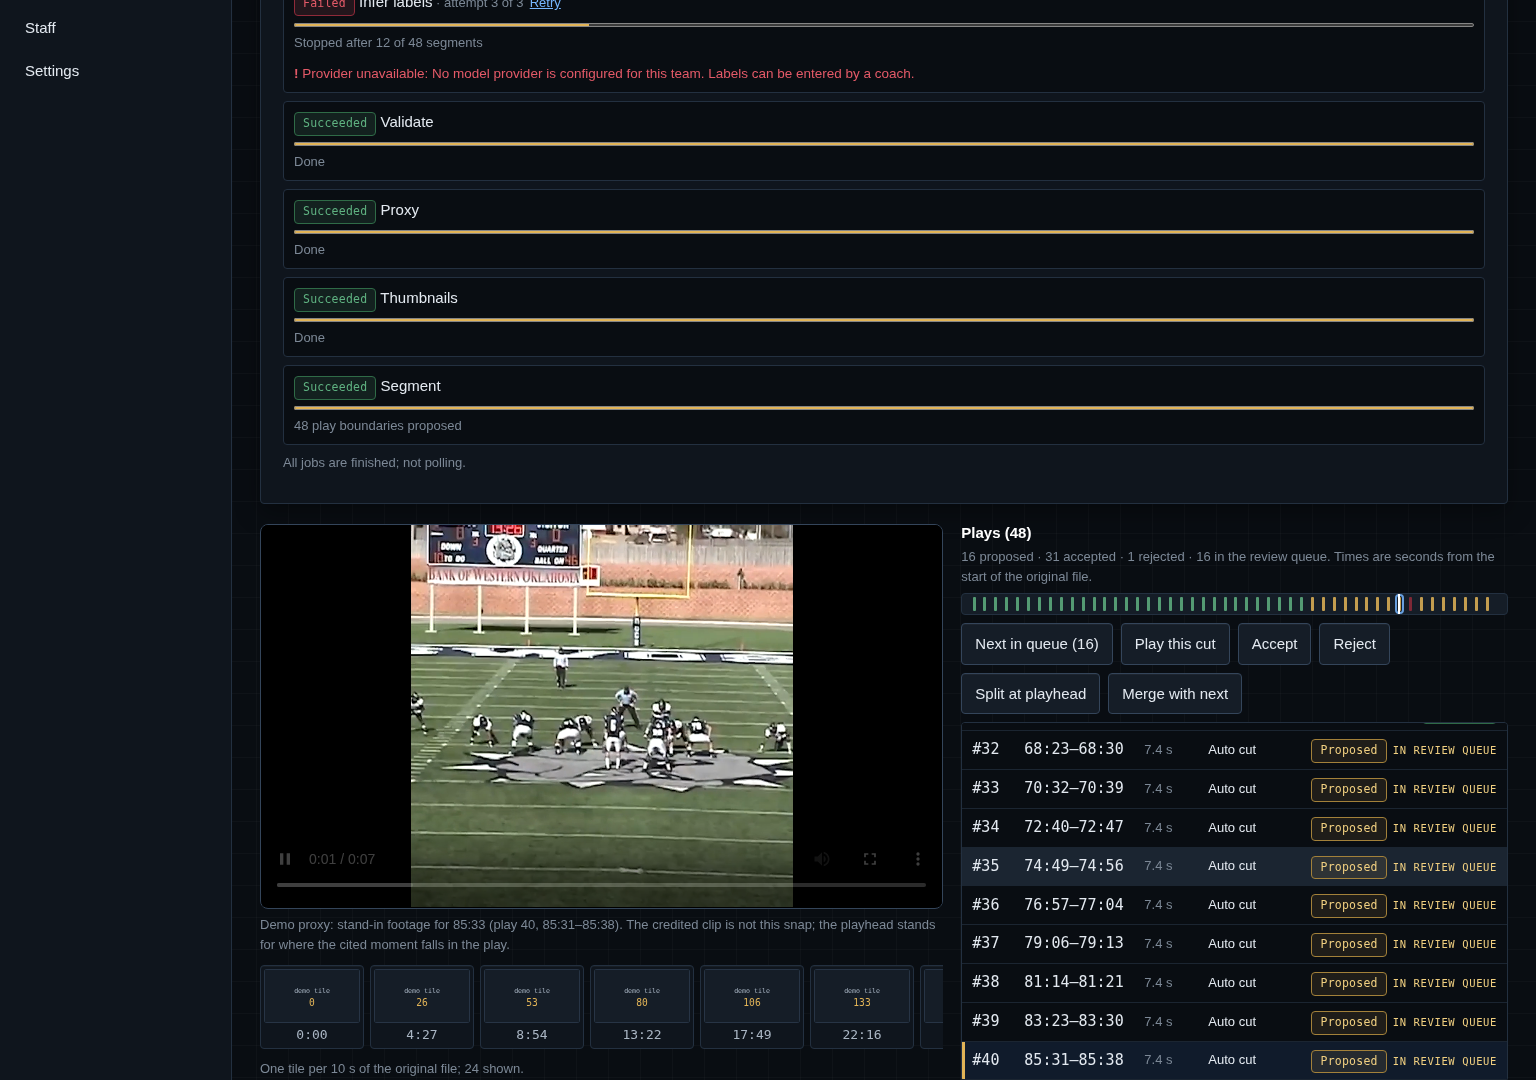 Staff
Settings
Failed Infer labels · attempt 3 of 3 Retry
Stopped after 12 of 48 segments
! Provider unavailable: No model provider is configured for this team. Labels can be entered by a coach.
Succeeded Validate
Done
Succeeded Proxy
Done
Succeeded Thumbnails
Done
Succeeded Segment
48 play boundaries proposed
All jobs are finished; not polling.
13:26
DOWN
QUARTER
TO GO
BALL ON
BANK OF WESTERN OKLAHOMA
0:01 / 0:07
Demo proxy: stand-in footage for 85:33 (play 40, 85:31–85:38). The credited clip is not this snap; the playhead stands
for where the cited moment falls in the play.
demo tile
0
0:00
demo tile
26
4:27
demo tile
53
8:54
demo tile
80
13:22
demo tile
106
17:49
demo tile
133
22:16
One tile per 10 s of the original file; 24 shown.
Plays (48)
16 proposed · 31 accepted · 1 rejected · 16 in the review queue. Times are seconds from the
start of the original file.
Next in queue (16)
Play this cut
Accept
Reject
Split at playhead
Merge with next
#32 68:23–68:30 7.4 s Auto cut Proposed IN REVIEW QUEUE
#33 70:32–70:39 7.4 s Auto cut Proposed IN REVIEW QUEUE
#34 72:40–72:47 7.4 s Auto cut Proposed IN REVIEW QUEUE
#35 74:49–74:56 7.4 s Auto cut Proposed IN REVIEW QUEUE
#36 76:57–77:04 7.4 s Auto cut Proposed IN REVIEW QUEUE
#37 79:06–79:13 7.4 s Auto cut Proposed IN REVIEW QUEUE
#38 81:14–81:21 7.4 s Auto cut Proposed IN REVIEW QUEUE
#39 83:23–83:30 7.4 s Auto cut Proposed IN REVIEW QUEUE
#40 85:31–85:38 7.4 s Auto cut Proposed IN REVIEW QUEUE